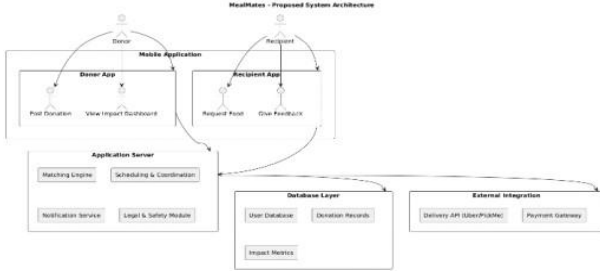 MealMates - Proposed System Architecture
Donor
Recipient
Mobile Application
Donor App
Recipient App
Post Donation
View Impact Dashboard
Request Food
Give Feedback
Application Server
Matching Engine
Scheduling & Coordination
Notification Service
Legal & Safety Module
Database Layer
User Database
Donation Records
Impact Metrics
External Integration
Delivery API (Uber/PickMe)
Payment Gateway